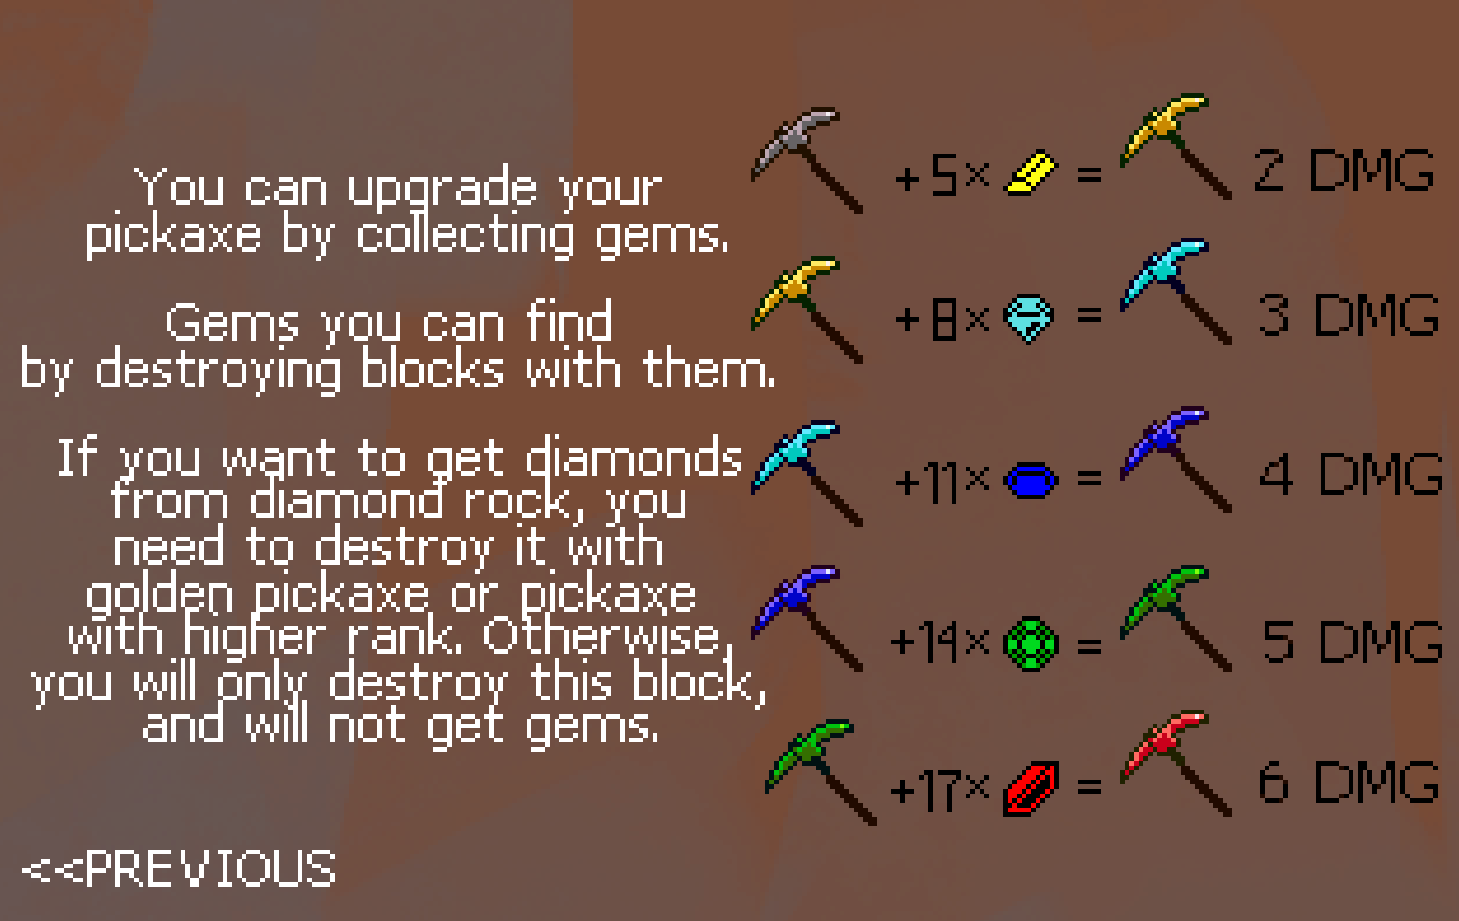 You can upgrade your
pickaxe by collecting gems.
Gems you can find
by destroying blocks with them.
If you want to get diamonds
from diamond rock, you
need to destroy it with
golden pickaxe or pickaxe
with higher rank. Otherwise,
you will only destroy this block,
and will not get gems.
<<PREVIOUS
+5× = 2 DMG
+8× = 3 DMG
+11× = 4 DMG
+14× = 5 DMG
+17× = 6 DMG